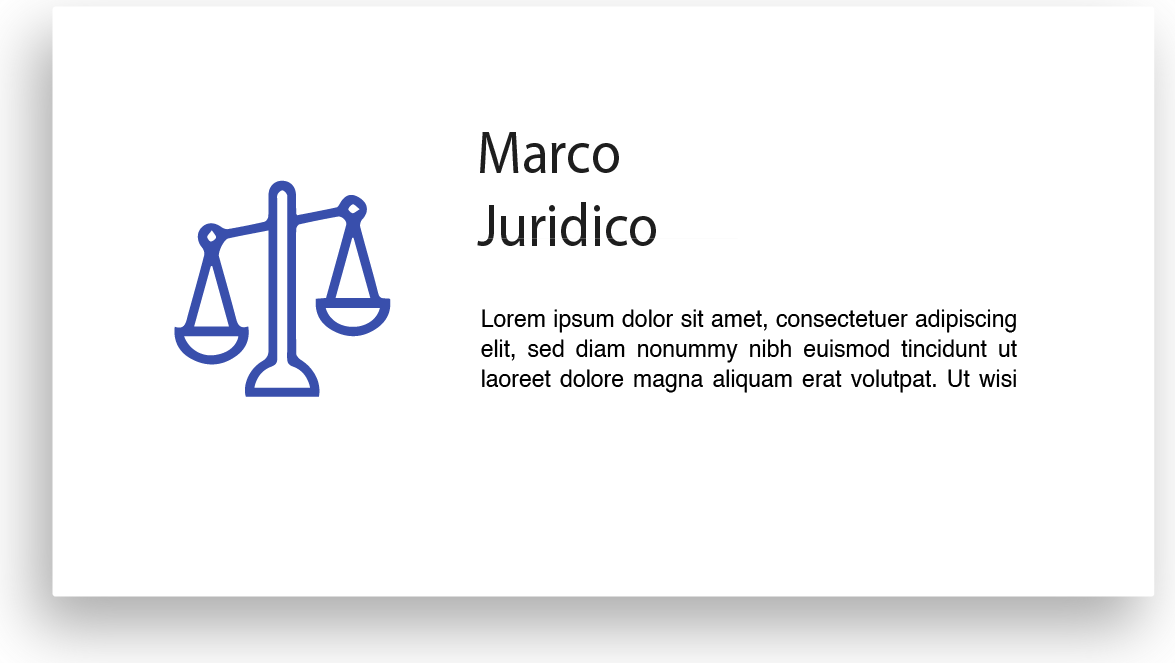 Marco
Juridico
Lorem ipsum dolor sit amet, consectetuer adipiscing
elit, sed diam nonummy nibh euismod tincidunt ut
laoreet dolore magna aliquam erat volutpat. Ut wisi